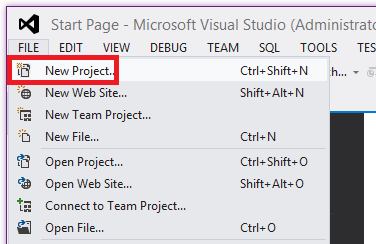 Start Page - Microsoft Visual Studio (Administrato
FILE EDIT VIEW DEBUG TEAM SQL TOOLS TES
New Project... Ctrl+Shift+N
ch...
New Web Site... Shift+Alt+N
New Team Project...
New File... Ctrl+N
Open Project... Ctrl+Shift+O
Open Web Site... Shift+Alt+O
Connect to Team Project...
Open File... Ctrl+O